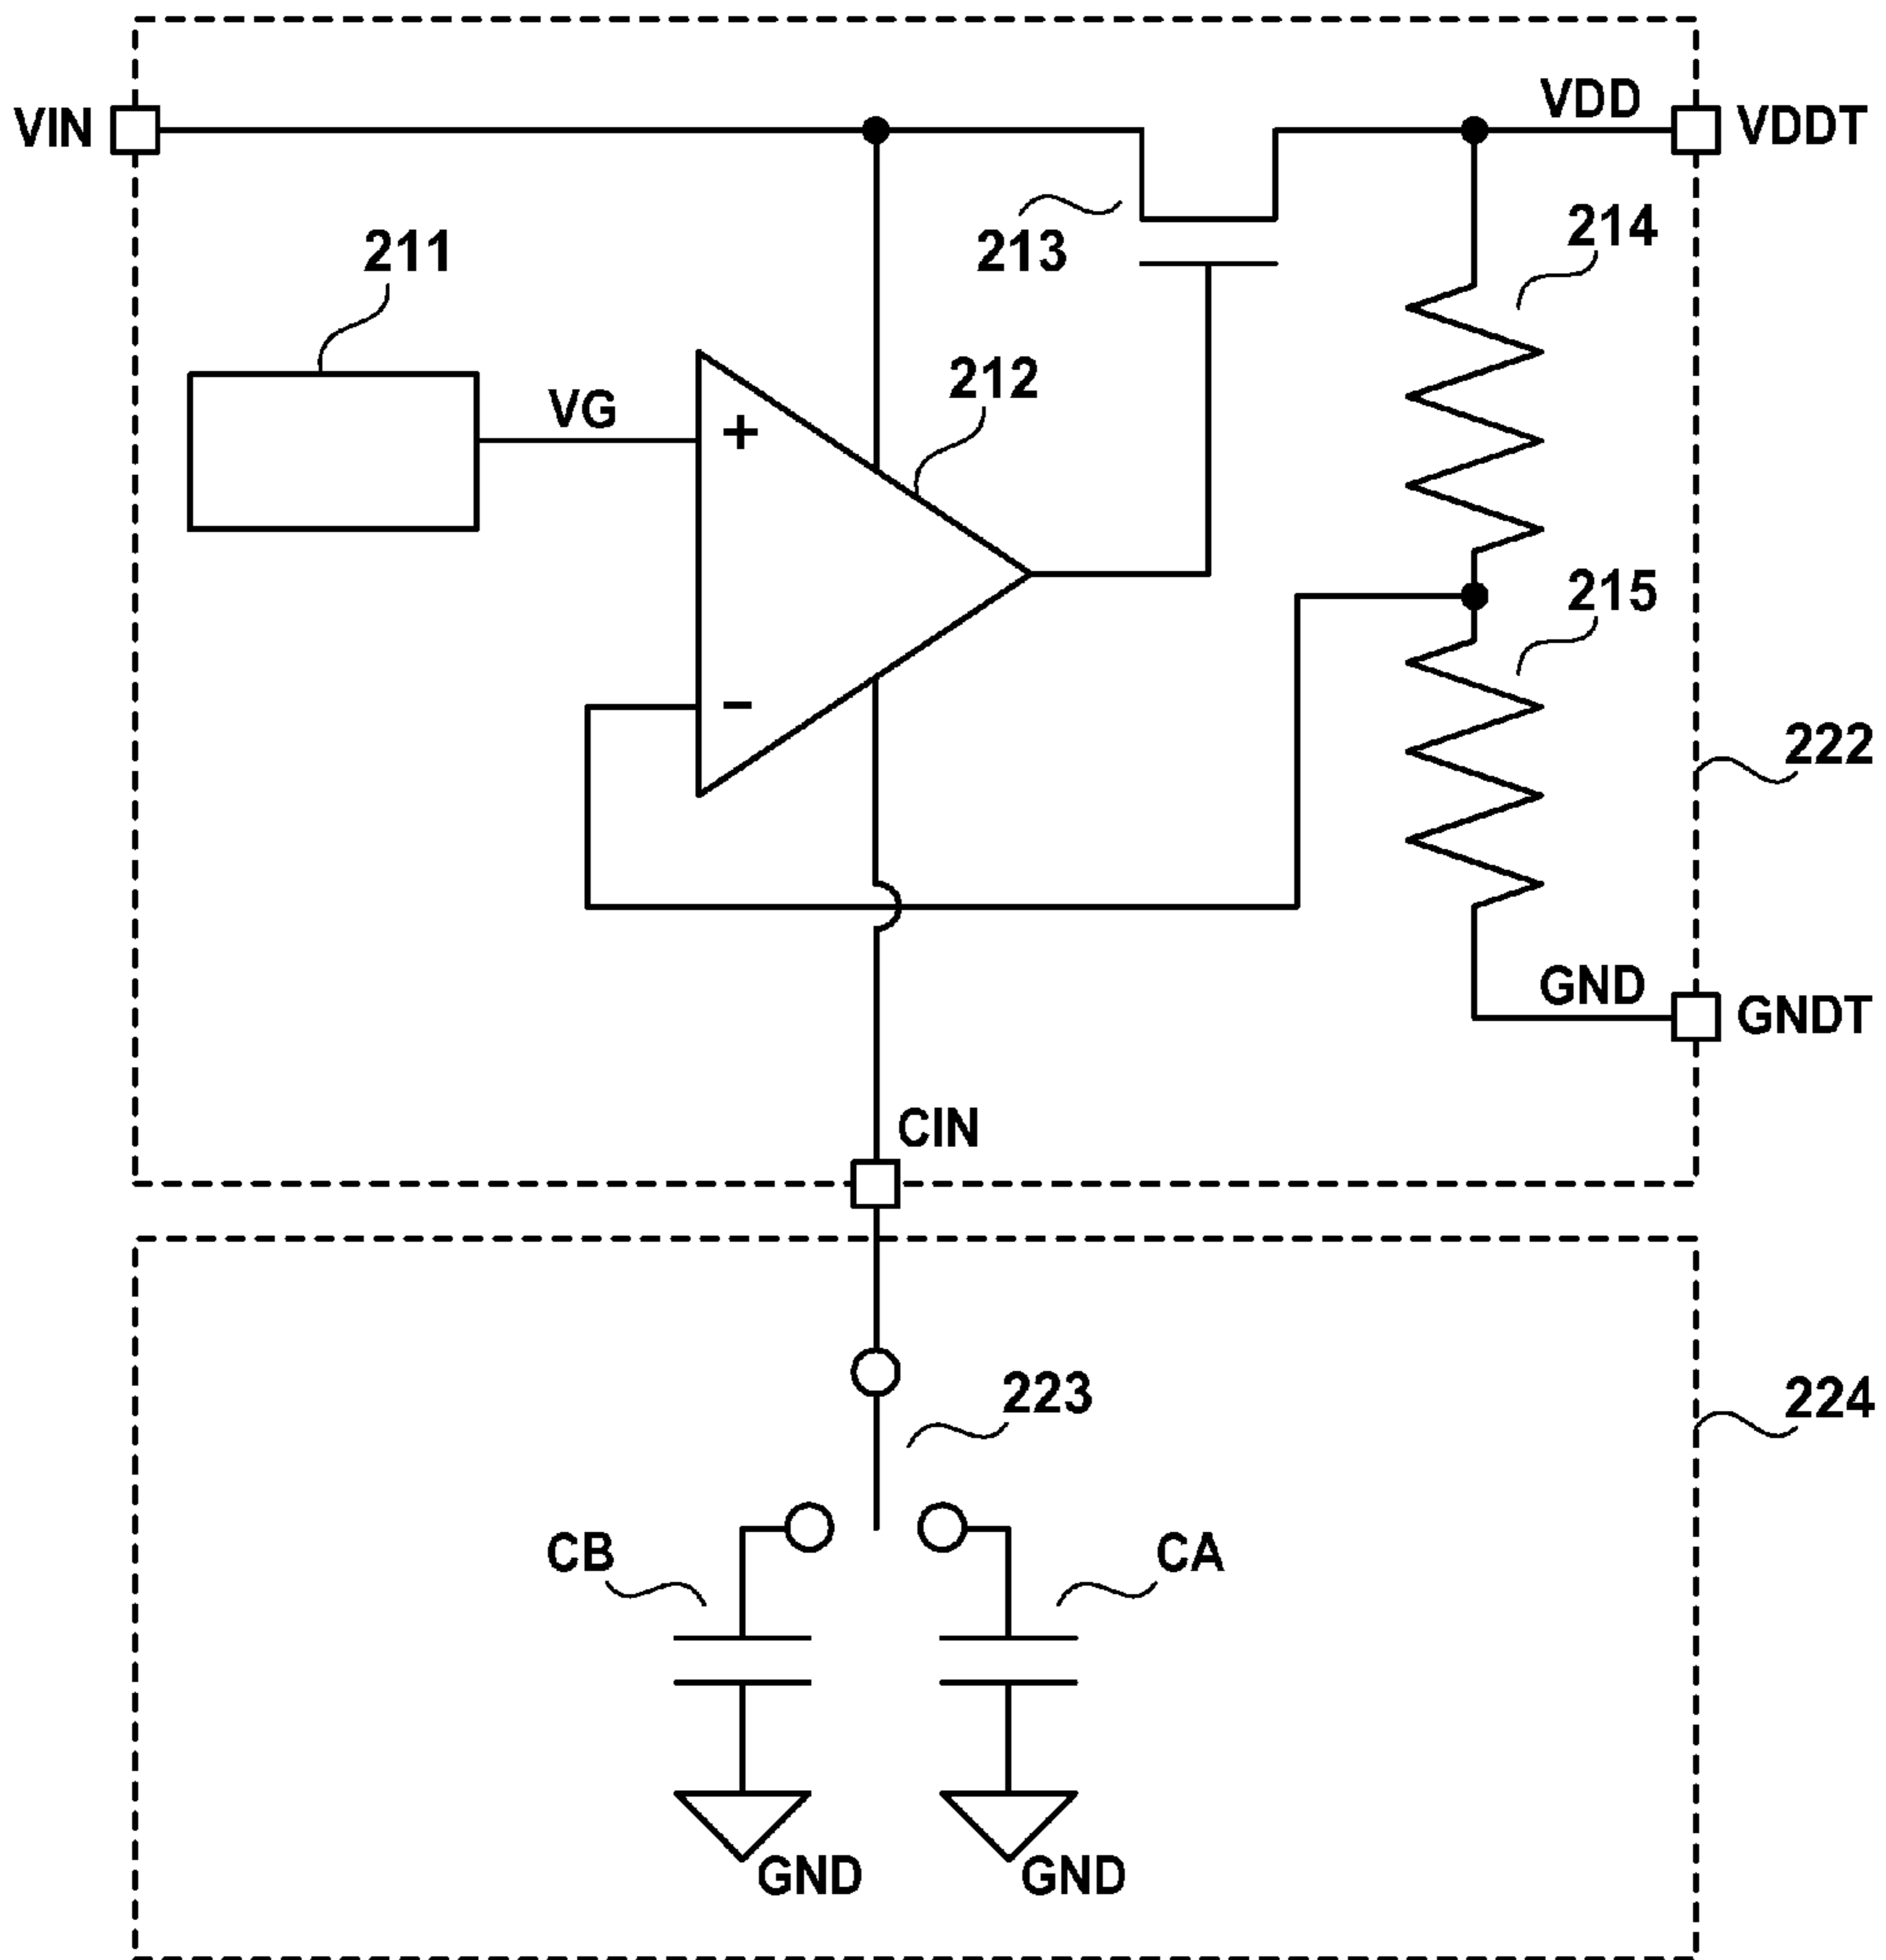 VIN
VDD
VDDT
213
214
211
VG
+
212
215
-
222
GND
GNDT
CIN
223
224
CB
CA
GND
GND